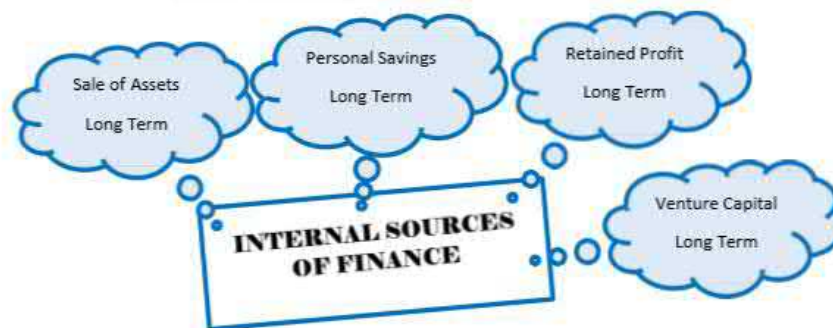 Sale of Assets
Long Term
Personal Savings
Long Term
Retained Profit
Long Term
Venture Capital
Long Term
INTERNAL SOURCES
OF FINANCE